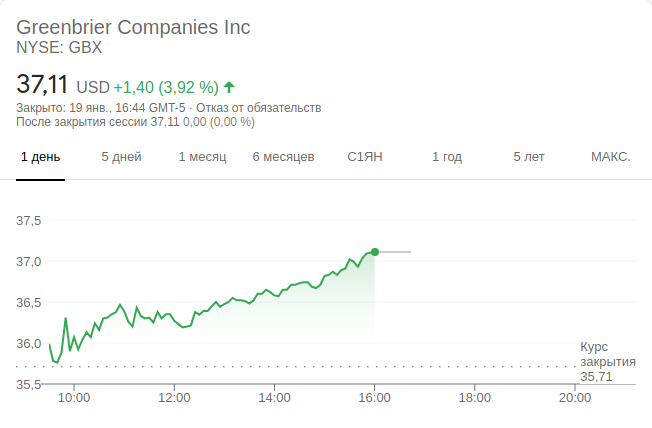 Greenbrier Companies Inc
NYSE: GBX
37,11 USD +1,40 (3,92 %)
Закрыто: 19 янв., 16:44 GMT-5 · Отказ от обязательств
После закрытия сессии 37,11 0,00 (0,00 %)
1 день 5 дней 1 месяц 6 месяцев С1ЯН 1 год 5 лет МАКС.
37,5
37,0
36,5
36,0
Курс
закрытия
35,71
35,5
10:00 12:00 14:00 16:00 18:00 20:00